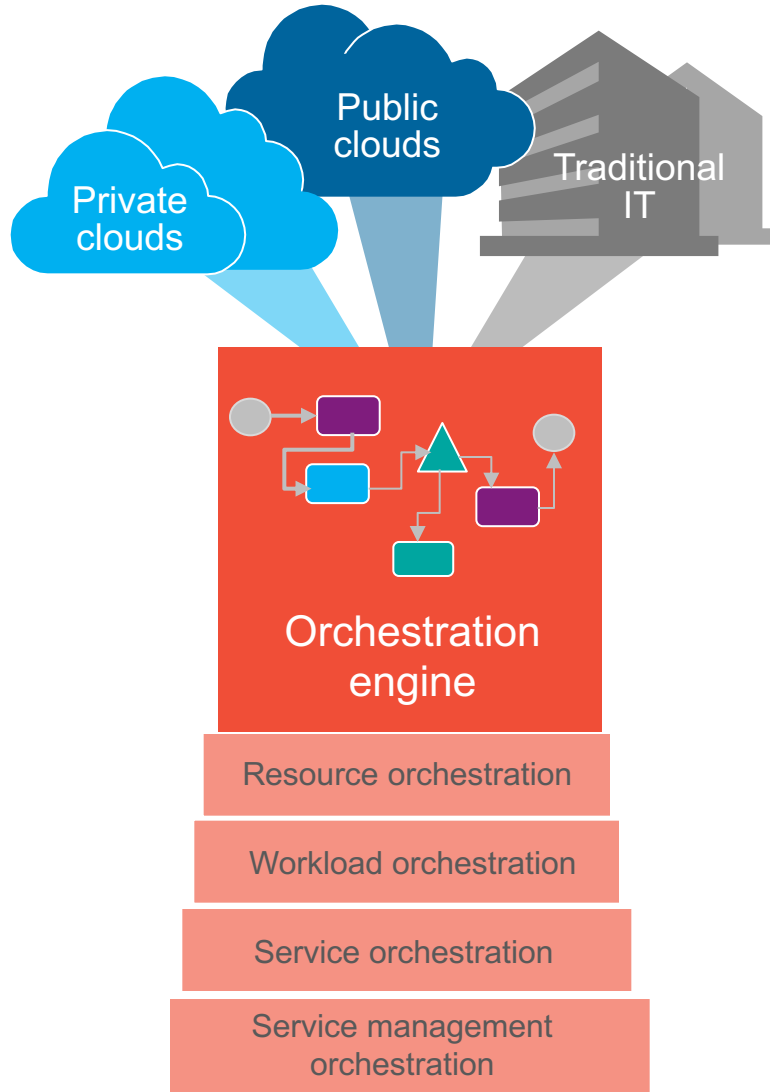 Public
clouds
Private
clouds
Traditional
IT
Orchestration
engine
Resource orchestration
Workload orchestration
Service orchestration
Service management
orchestration